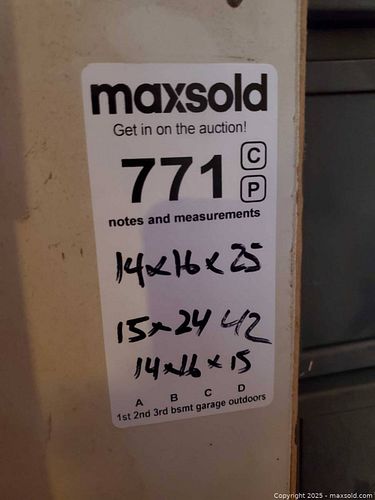 maxsold
Get in on the auction!
771 C
P
notes and measurements
14x16x25
15x24 42
14x16x15
A B C D
1st 2nd 3rd bsmt garage outdoors
Copyright 2025 - maxsold.com